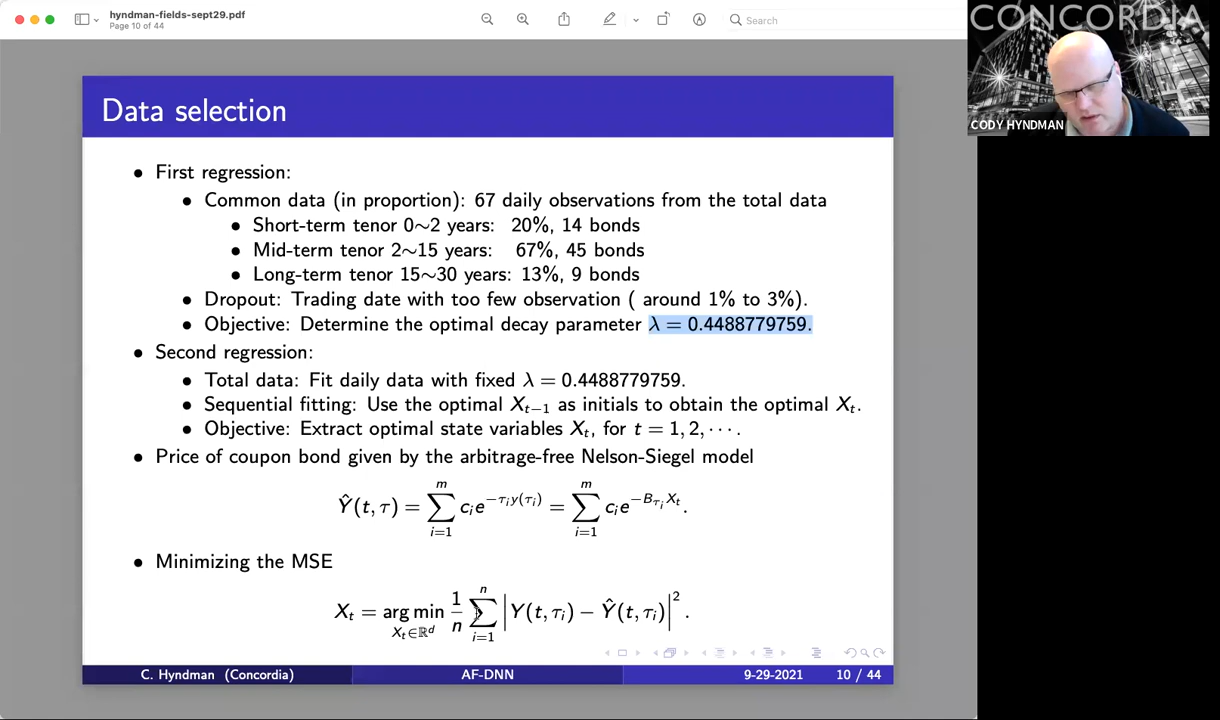 hyndman-fields-sept29.pdf
Page 10 of 44
Search
CONCORDIA
CODY HYNDMAN
Data selection
• First regression:
• Common data (in proportion): 67 daily observations from the total data
• Short-term tenor 0∼2 years: 20%, 14 bonds
• Mid-term tenor 2∼15 years: 67%, 45 bonds
• Long-term tenor 15∼30 years: 13%, 9 bonds
• Dropout: Trading date with too few observation ( around 1% to 3%).
• Objective: Determine the optimal decay parameter λ = 0.4488779759.
• Second regression:
• Total data: Fit daily data with fixed λ = 0.4488779759.
• Sequential fitting: Use the optimal X_{t−1} as initials to obtain the optimal X_t.
• Objective: Extract optimal state variables X_t, for t = 1, 2, ⋯.
• Price of coupon bond given by the arbitrage-free Nelson-Siegel model
Ŷ(t, τ) = ∑_{i=1}^{m} c_i e^{−τ_i y(τ_i)} = ∑_{i=1}^{m} c_i e^{−B_{τ_i} X_t}.
• Minimizing the MSE
X_t = arg min_{X_t∈ℝ^d} 1/n ∑_{i=1}^{n} |Y(t, τ_i) − Ŷ(t, τ_i)|^2.
C. Hyndman (Concordia) AF-DNN 9-29-2021 10 / 44